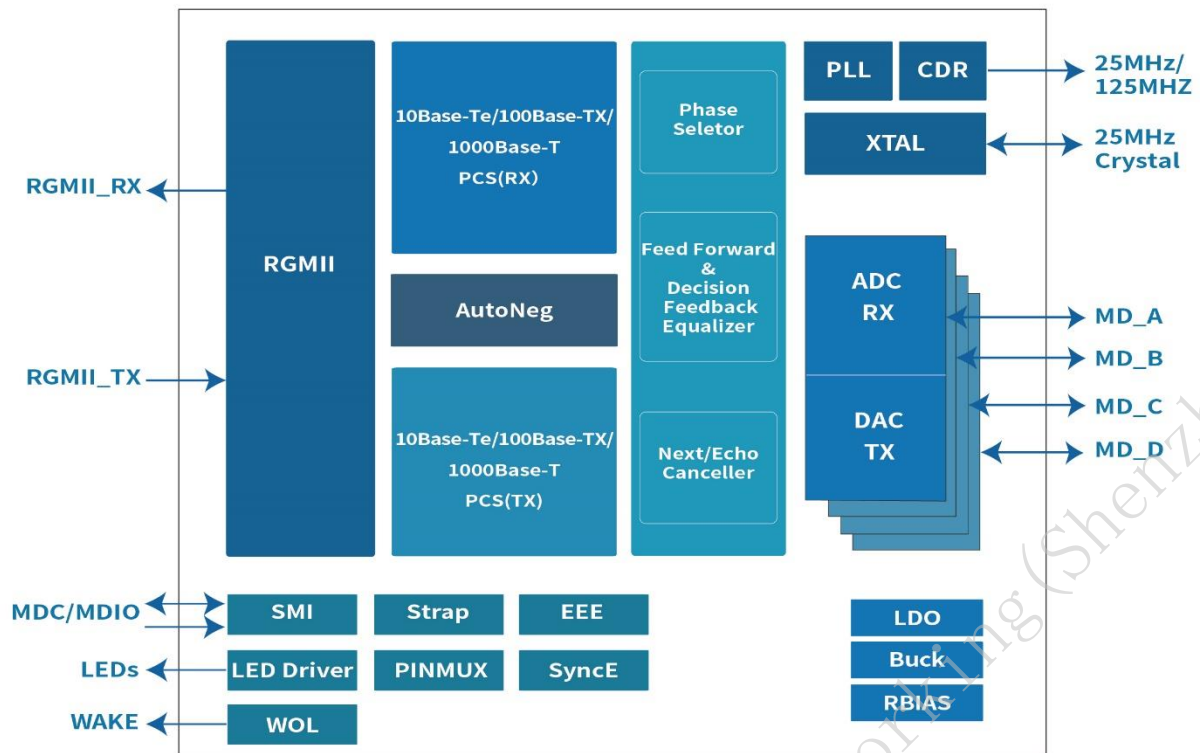 RGMII_RX
RGMII_TX
RGMII
10Base-Te/100Base-TX/
1000Base-T
PCS(RX)
AutoNeg
10Base-Te/100Base-TX/
1000Base-T
PCS(TX)
Phase
Seletor
Feed Forward
&
Decision
Feedback
Equalizer
Next/Echo
Canceller
PLL
CDR
25MHz/
125MHZ
XTAL
25MHz
Crystal
ADC
RX
DAC
TX
MD_A
MD_B
MD_C
MD_D
MDC/MDIO
SMI
Strap
EEE
LEDs
LED Driver
PINMUX
SyncE
WAKE
WOL
LDO
Buck
RBIAS
king(Shenzh